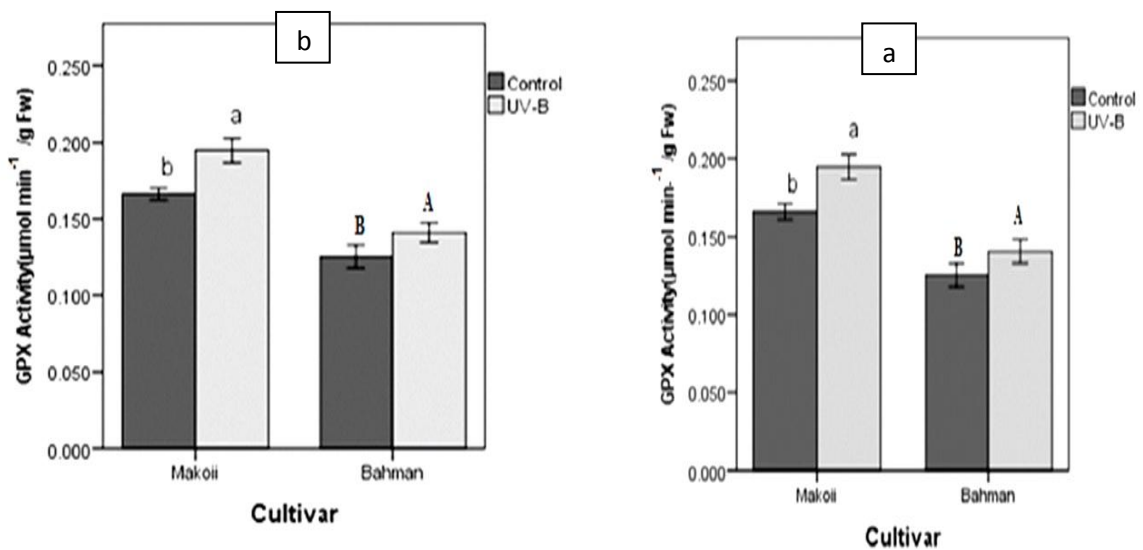 b
0.250
0.200
0.150
0.100
0.050
0.000
GPX Activity(µmol min⁻¹ /g Fw)
b
a
B
A
Control
UV-B
Makoii
Bahman
Cultivar
a
0.250
0.200
0.150
0.100
0.050
0.000
GPX Activity(µmol min-⁻¹ /g Fw)
b
a
B
A
Control
UV-B
Makoii
Bahman
Cultivar